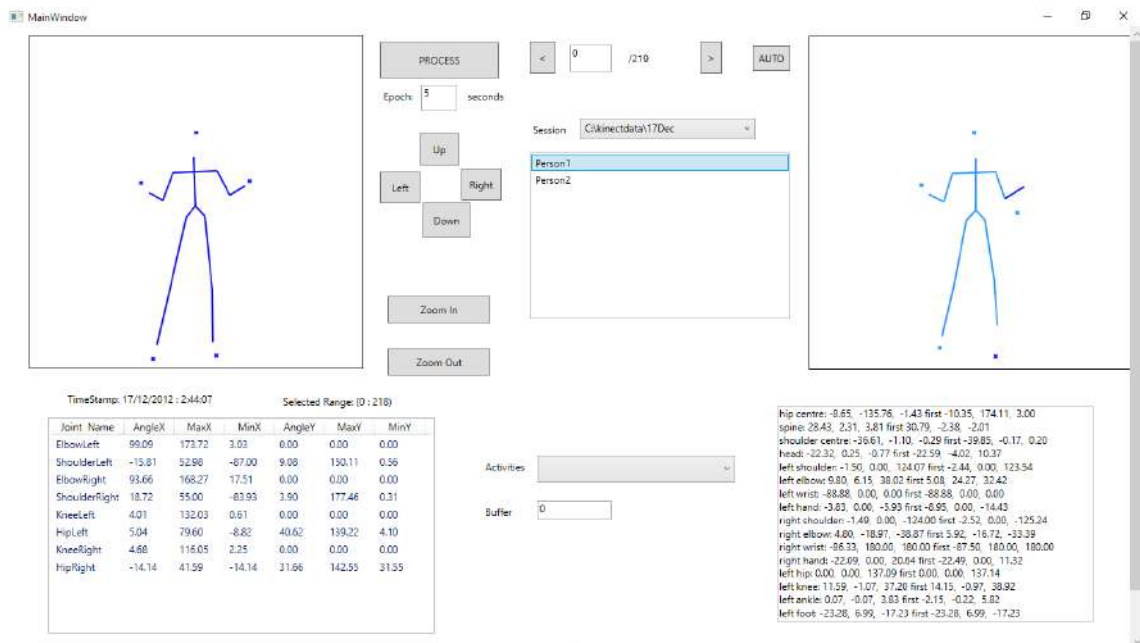 MainWindow
PROCESS
< 0 /219 > AUTO
Epoch: 5 seconds
Session C:\kinectdata\17Dec
Person1
Person2
Up
Left Right
Down
Zoom In
Zoom Out
TimeStamp: 17/12/2012 : 2:44:07 Selected Range: (0 : 218)
Joint Name AngleX MaxX MinX AngleY MaxY MinY
ElbowLeft 99.09 173.72 3.03 0.00 0.00 0.00
ShoulderLeft -15.81 52.98 -87.00 9.08 150.11 0.56
ElbowRight 93.66 168.27 17.51 0.00 0.00 0.00
ShoulderRight 18.72 55.00 -83.93 3.90 177.46 0.31
KneeLeft 4.01 132.03 0.61 0.00 0.00 0.00
HipLeft 5.04 79.60 -8.82 40.62 139.22 4.10
KneeRight 4.68 116.05 2.25 0.00 0.00 0.00
HipRight -14.14 41.59 -14.14 31.66 142.55 31.55
Activities
Buffer 0
hip centre: -8.65, -135.76, -1.43 first -10.35, 174.11, 3.00
spine: 28.43, 2.31, 3.81 first 30.79, -2.38, -2.01
shoulder centre: -36.61, -1.10, -0.29 first -39.85, -0.17, 0.20
head: -22.32, 0.25, -0.77 first -22.59, -4.02, 10.37
left shoulder: -1.50, 0.00, 124.07 first -2.44, 0.00, 123.54
left elbow: 9.80, 6.15, 38.02 first 5.08, 24.27, 32.42
left wrist: -88.88, 0.00, 0.00 first -88.88, 0.00, 0.00
left hand: -3.83, 0.00, -5.93 first -8.95, 0.00, -14.43
right shoulder: -1.49, 0.00, -124.00 first -2.52, 0.00, -125.24
right elbow: 4.80, -18.97, -38.87 first 5.92, -16.72, -33.39
right wrist: -86.33, 180.00, 180.00 first -87.50, 180.00, 180.00
right hand: -22.09, 0.00, 20.64 first -22.49, 0.00, 11.32
left hip: 0.00, 0.00, 137.09 first 0.00, 0.00, 137.14
left knee: 11.59, -1.07, 37.20 first 14.15, -0.97, 38.92
left ankle: 0.07, -0.07, 3.83 first -2.15, -0.22, 5.82
left foot: -23.28, 6.99, -17.23 first -23.28, 6.99, -17.23